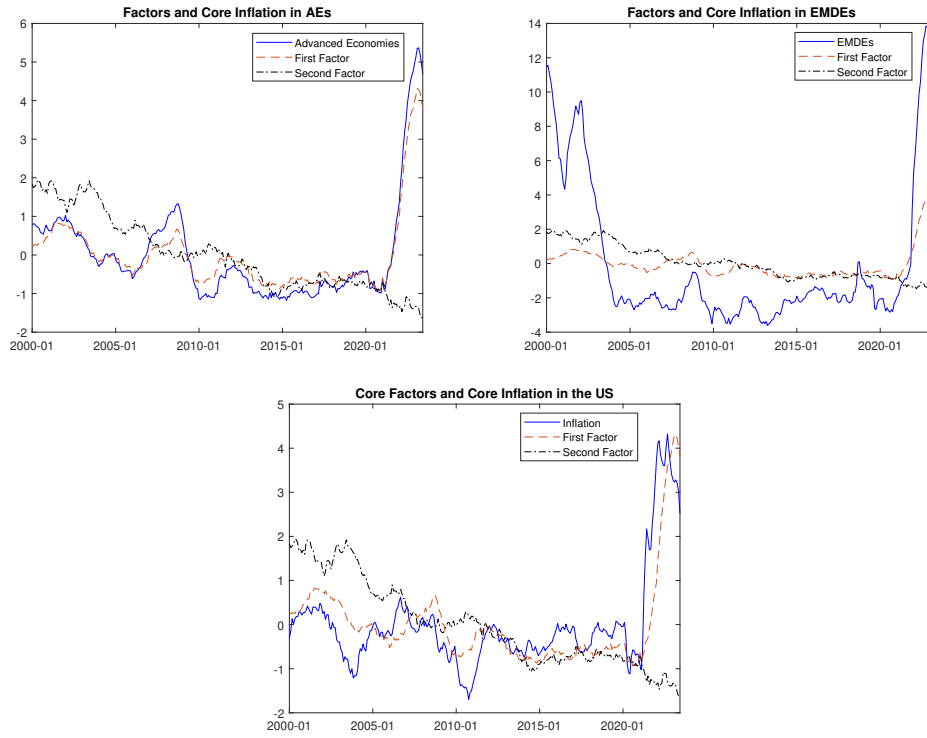 Factors and Core Inflation in AEs
6
5
4
3
2
1
0
-1
-2
2000-01 2005-01 2010-01 2015-01 2020-01
Advanced Economies
First Factor
Second Factor
Factors and Core Inflation in EMDEs
14
12
10
8
6
4
2
0
-2
-4
2000-01 2005-01 2010-01 2015-01 2020-01
EMDEs
First Factor
Second Factor
Core Factors and Core Inflation in the US
5
4
3
2
1
0
-1
-2
2000-01 2005-01 2010-01 2015-01 2020-01
Inflation
First Factor
Second Factor